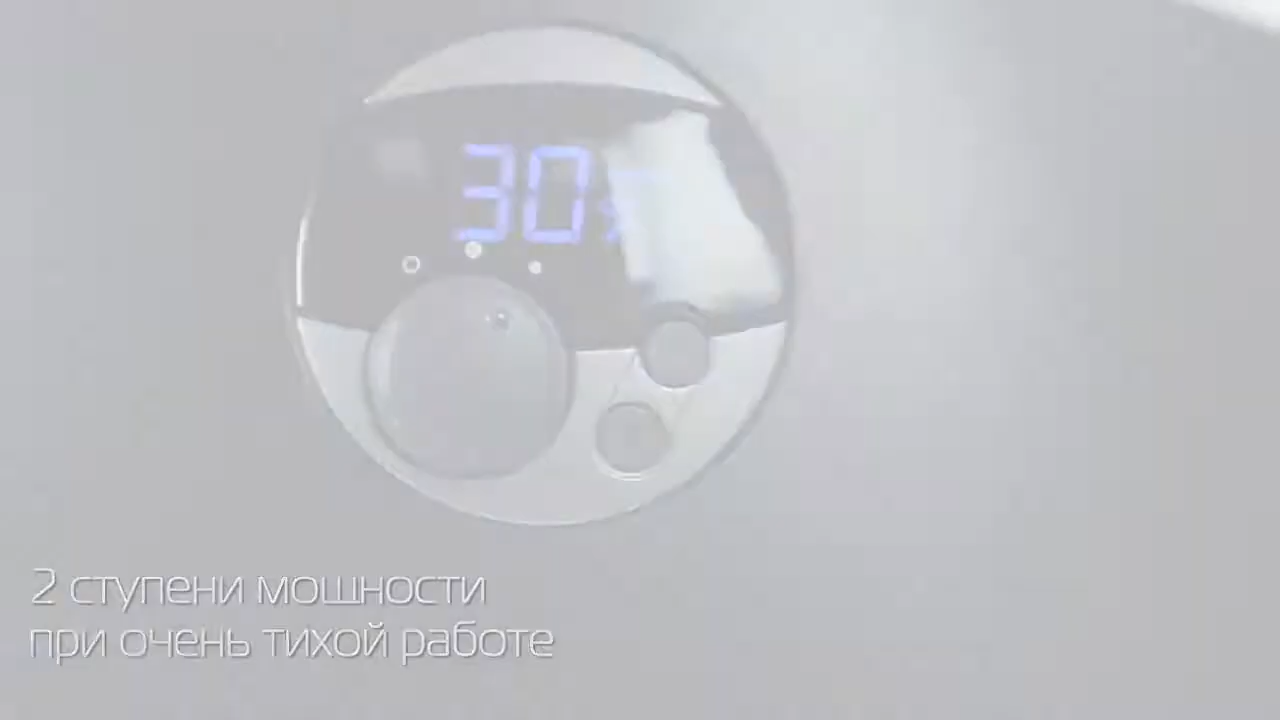 30
2 ступени мощности
при очень тихой работе